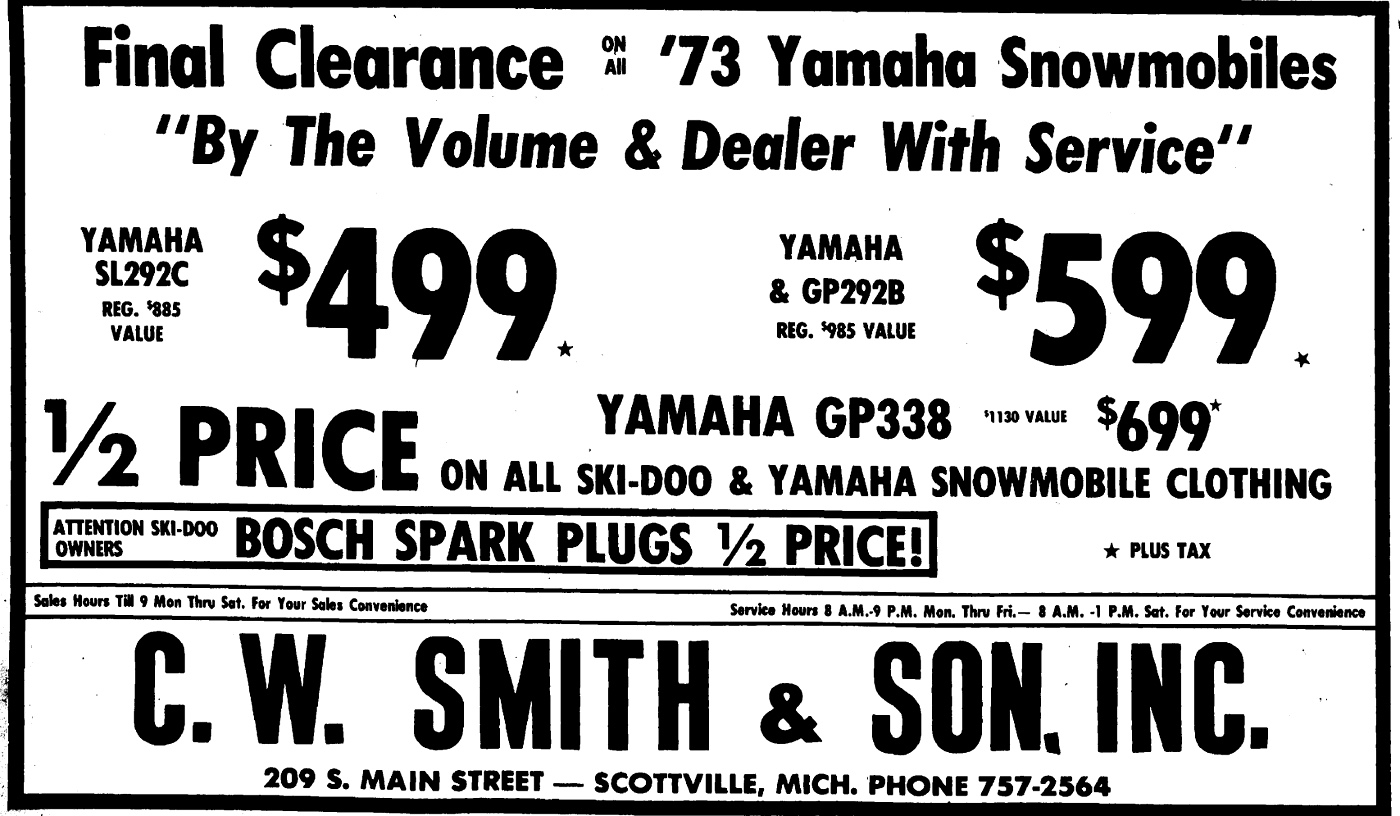 Final Clearance ON All '73 Yamaha Snowmobiles
"By The Volume & Dealer With Service"
YAMAHA
SL292C
REG. $885
VALUE
$499★
YAMAHA
& GP292B
REG. $985 VALUE
$599★
YAMAHA GP338 $1130 VALUE $699★
1/2 PRICE ON ALL SKI-DOO & YAMAHA SNOWMOBILE CLOTHING
ATTENTION SKI-DOO
OWNERS
BOSCH SPARK PLUGS 1/2 PRICE!
★ PLUS TAX
Sales Hours Till 9 Mon Thru Sat. For Your Sales Convenience
Service Hours 8 A.M.-9 P.M. Mon. Thru Fri.— 8 A.M. -1 P.M. Sat. For Your Service Convenience
C. W. SMITH & SON, INC.
209 S. MAIN STREET — SCOTTVILLE, MICH. PHONE 757-2564